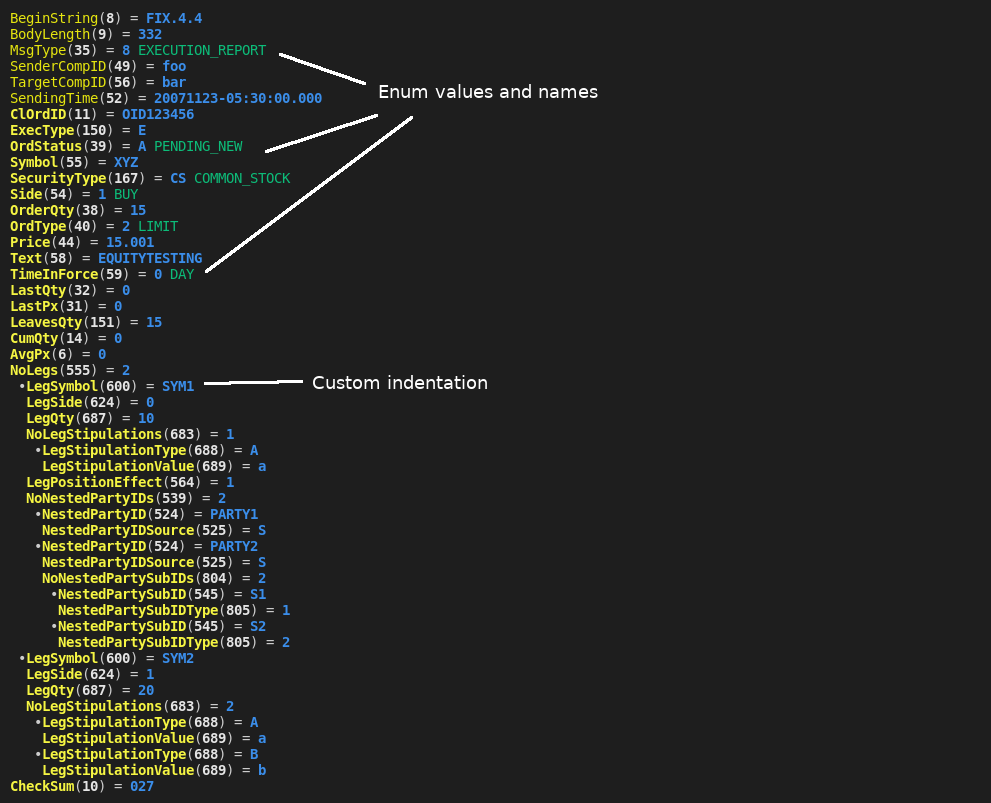 BeginString(8) = FIX.4.4
BodyLength(9) = 332
MsgType(35) = 8 EXECUTION_REPORT
SenderCompID(49) = foo
TargetCompID(56) = bar
Enum values and names
SendingTime(52) = 20071123-05:30:00.000
ClOrdID(11) = OID123456
ExecType(150) = E
OrdStatus(39) = A PENDING_NEW
Symbol(55) = XYZ
SecurityType(167) = CS COMMON_STOCK
Side(54) = 1 BUY
OrderQty(38) = 15
OrdType(40) = 2 LIMIT
Price(44) = 15.001
Text(58) = EQUITYTESTING
TimeInForce(59) = 0 DAY
LastQty(32) = 0
LastPx(31) = 0
LeavesQty(151) = 15
CumQty(14) = 0
AvgPx(6) = 0
NoLegs(555) = 2
•LegSymbol(600) = SYM1
Custom indentation
LegSide(624) = 0
LegQty(687) = 10
NoLegStipulations(683) = 1
•LegStipulationType(688) = A
LegStipulationValue(689) = a
LegPositionEffect(564) = 1
NoNestedPartyIDs(539) = 2
•NestedPartyID(524) = PARTY1
NestedPartyIDSource(525) = S
•NestedPartyID(524) = PARTY2
NestedPartyIDSource(525) = S
NoNestedPartySubIDs(804) = 2
•NestedPartySubID(545) = S1
NestedPartySubIDType(805) = 1
•NestedPartySubID(545) = S2
NestedPartySubIDType(805) = 2
•LegSymbol(600) = SYM2
LegSide(624) = 1
LegQty(687) = 20
NoLegStipulations(683) = 2
•LegStipulationType(688) = A
LegStipulationValue(689) = a
•LegStipulationType(688) = B
LegStipulationValue(689) = b
CheckSum(10) = 027